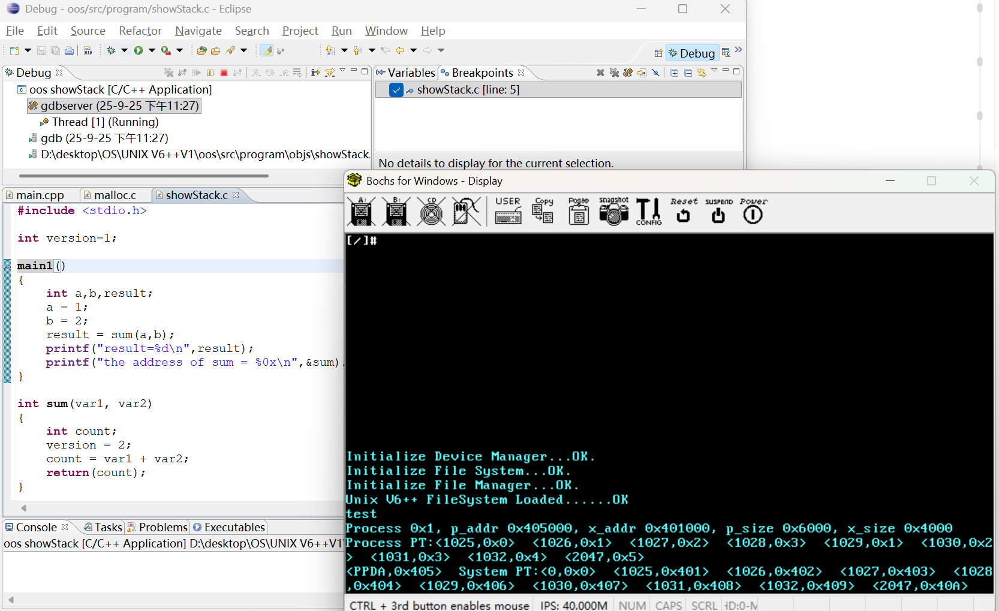 Debug - oos/src/program/showStack.c - Eclipse
File Edit Source Refactor Navigate Search Project Run Window Help
Debug
Debug
oos showStack [C/C++ Application]
gdbserver (25-9-25 下午11:27)
Thread [1] (Running)
gdb (25-9-25 下午11:27)
D:\desktop\OS\UNIX V6++V1\oos\src\program\objs\showStack.
Variables Breakpoints
showStack.c [line: 5]
No details to display for the current selection.
main.cpp malloc.c showStack.c
#include <stdio.h>
int version=1;
main1()
{
int a,b,result;
a = 1;
b = 2;
result = sum(a,b);
printf("result=%d\n",result);
printf("the address of sum = %0x\n",&sum)
}
int sum(var1, var2)
{
int count;
version = 2;
count = var1 + var2;
return(count);
}
Console Tasks Problems Executables
oos showStack [C/C++ Application] D:\desktop\OS\UNIX V6++V1\
Bochs for Windows - Display
A: B: CD USER Copy Paste snapshot CONFIG Reset SUSPEND Power
[/]#
Initialize Device Manager...OK.
Initialize File System...OK.
Initialize File Manager...OK.
Unix V6++ FileSystem Loaded......OK
test
Process 0x1, p_addr 0x405000, x_addr 0x401000, p_size 0x6000, x_size 0x4000
Process PT:<1025,0x0> <1026,0x1> <1027,0x2> <1028,0x3> <1029,0x1> <1030,0x2
> <1031,0x3> <1032,0x4> <2047,0x5>
<PPDA,0x405> System PT:<0,0x0> <1025,0x401> <1026,0x402> <1027,0x403> <1028
,0x404> <1029,0x406> <1030,0x407> <1031,0x408> <1032,0x409> <2047,0x40A>
CTRL + 3rd button enables mouse IPS: 40.000M NUM CAPS SCRL